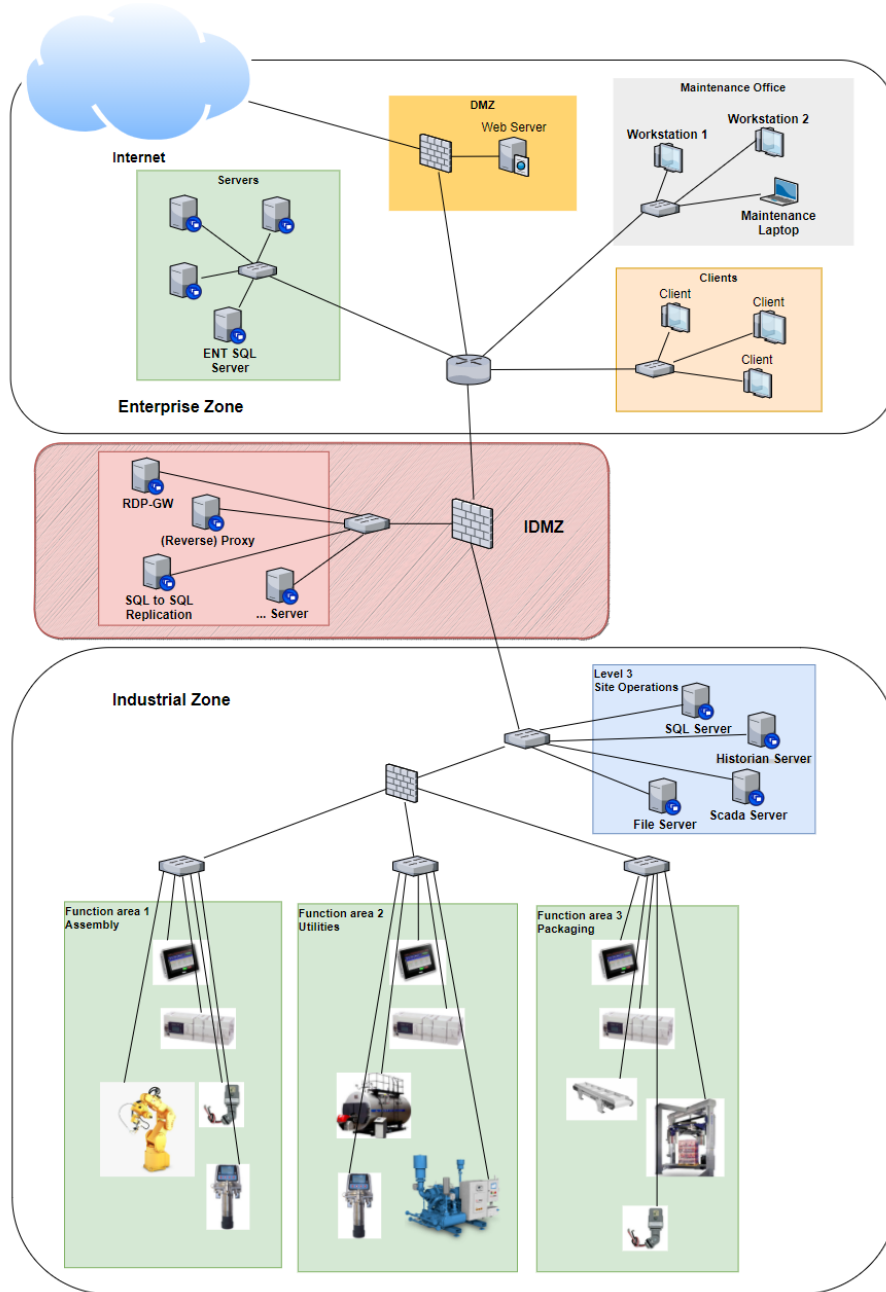 Internet
DMZ
Web Server
Maintenance Office
Workstation 1
Workstation 2
Maintenance
Laptop
Servers
ENT SQL
Server
Clients
Client
Client
Client
Enterprise Zone
RDP-GW
(Reverse) Proxy
SQL to SQL
Replication
... Server
IDMZ
Industrial Zone
Level 3
Site Operations
SQL Server
Historian Server
Scada Server
File Server
Function area 1
Assembly
Function area 2
Utilities
Function area 3
Packaging